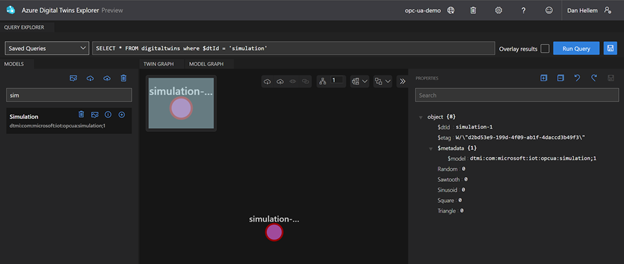 Azure Digital Twins Explorer Preview
opc-ua-demo
Dan Hellem
QUERY EXPLORER
Saved Queries
SELECT * FROM digitaltwins where $dtId = 'simulation'
Overlay results
Run Query
MODELS
TWIN GRAPH
MODEL GRAPH
sim
Simulation
dtmi:com:microsoft:iot:opcua:simulation;1
1
simulation-...
simulation-...
PROPERTIES
Search
object {8}
$dtId simulation-1
$etag W/\"d2bd53e9-199d-4f09-ab1f-4daccd3b49f3\"
$metadata {1}
$model dtmi:com:microsoft:iot:opcua:simulation;1
Random 0
Sawtooth 0
Sinusoid 0
Square 0
Triangle 0